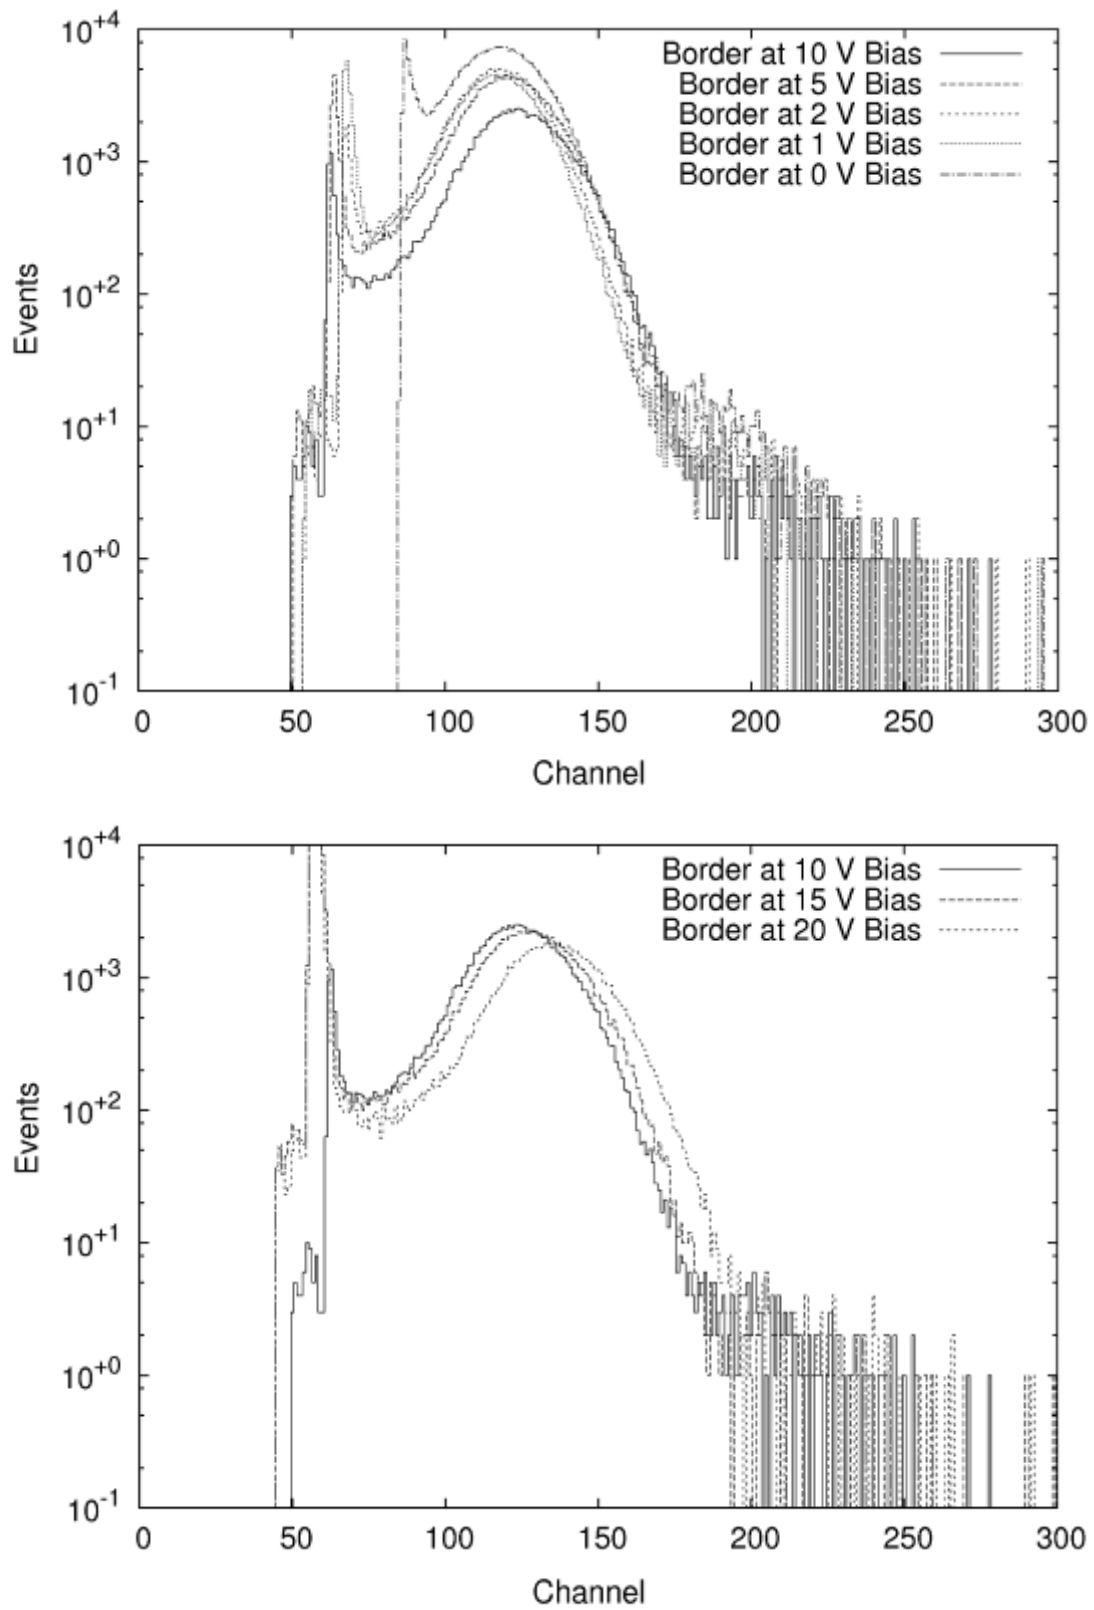 10+4
10+3
10+2
10+1
10+0
10-1
Events
Border at 10 V Bias
Border at 5 V Bias
Border at 2 V Bias
Border at 1 V Bias
Border at 0 V Bias
0 50 100 150 200 250 300
Channel
10+4
10+3
10+2
10+1
10+0
10-1
Events
Border at 10 V Bias
Border at 15 V Bias
Border at 20 V Bias
0 50 100 150 200 250 300
Channel